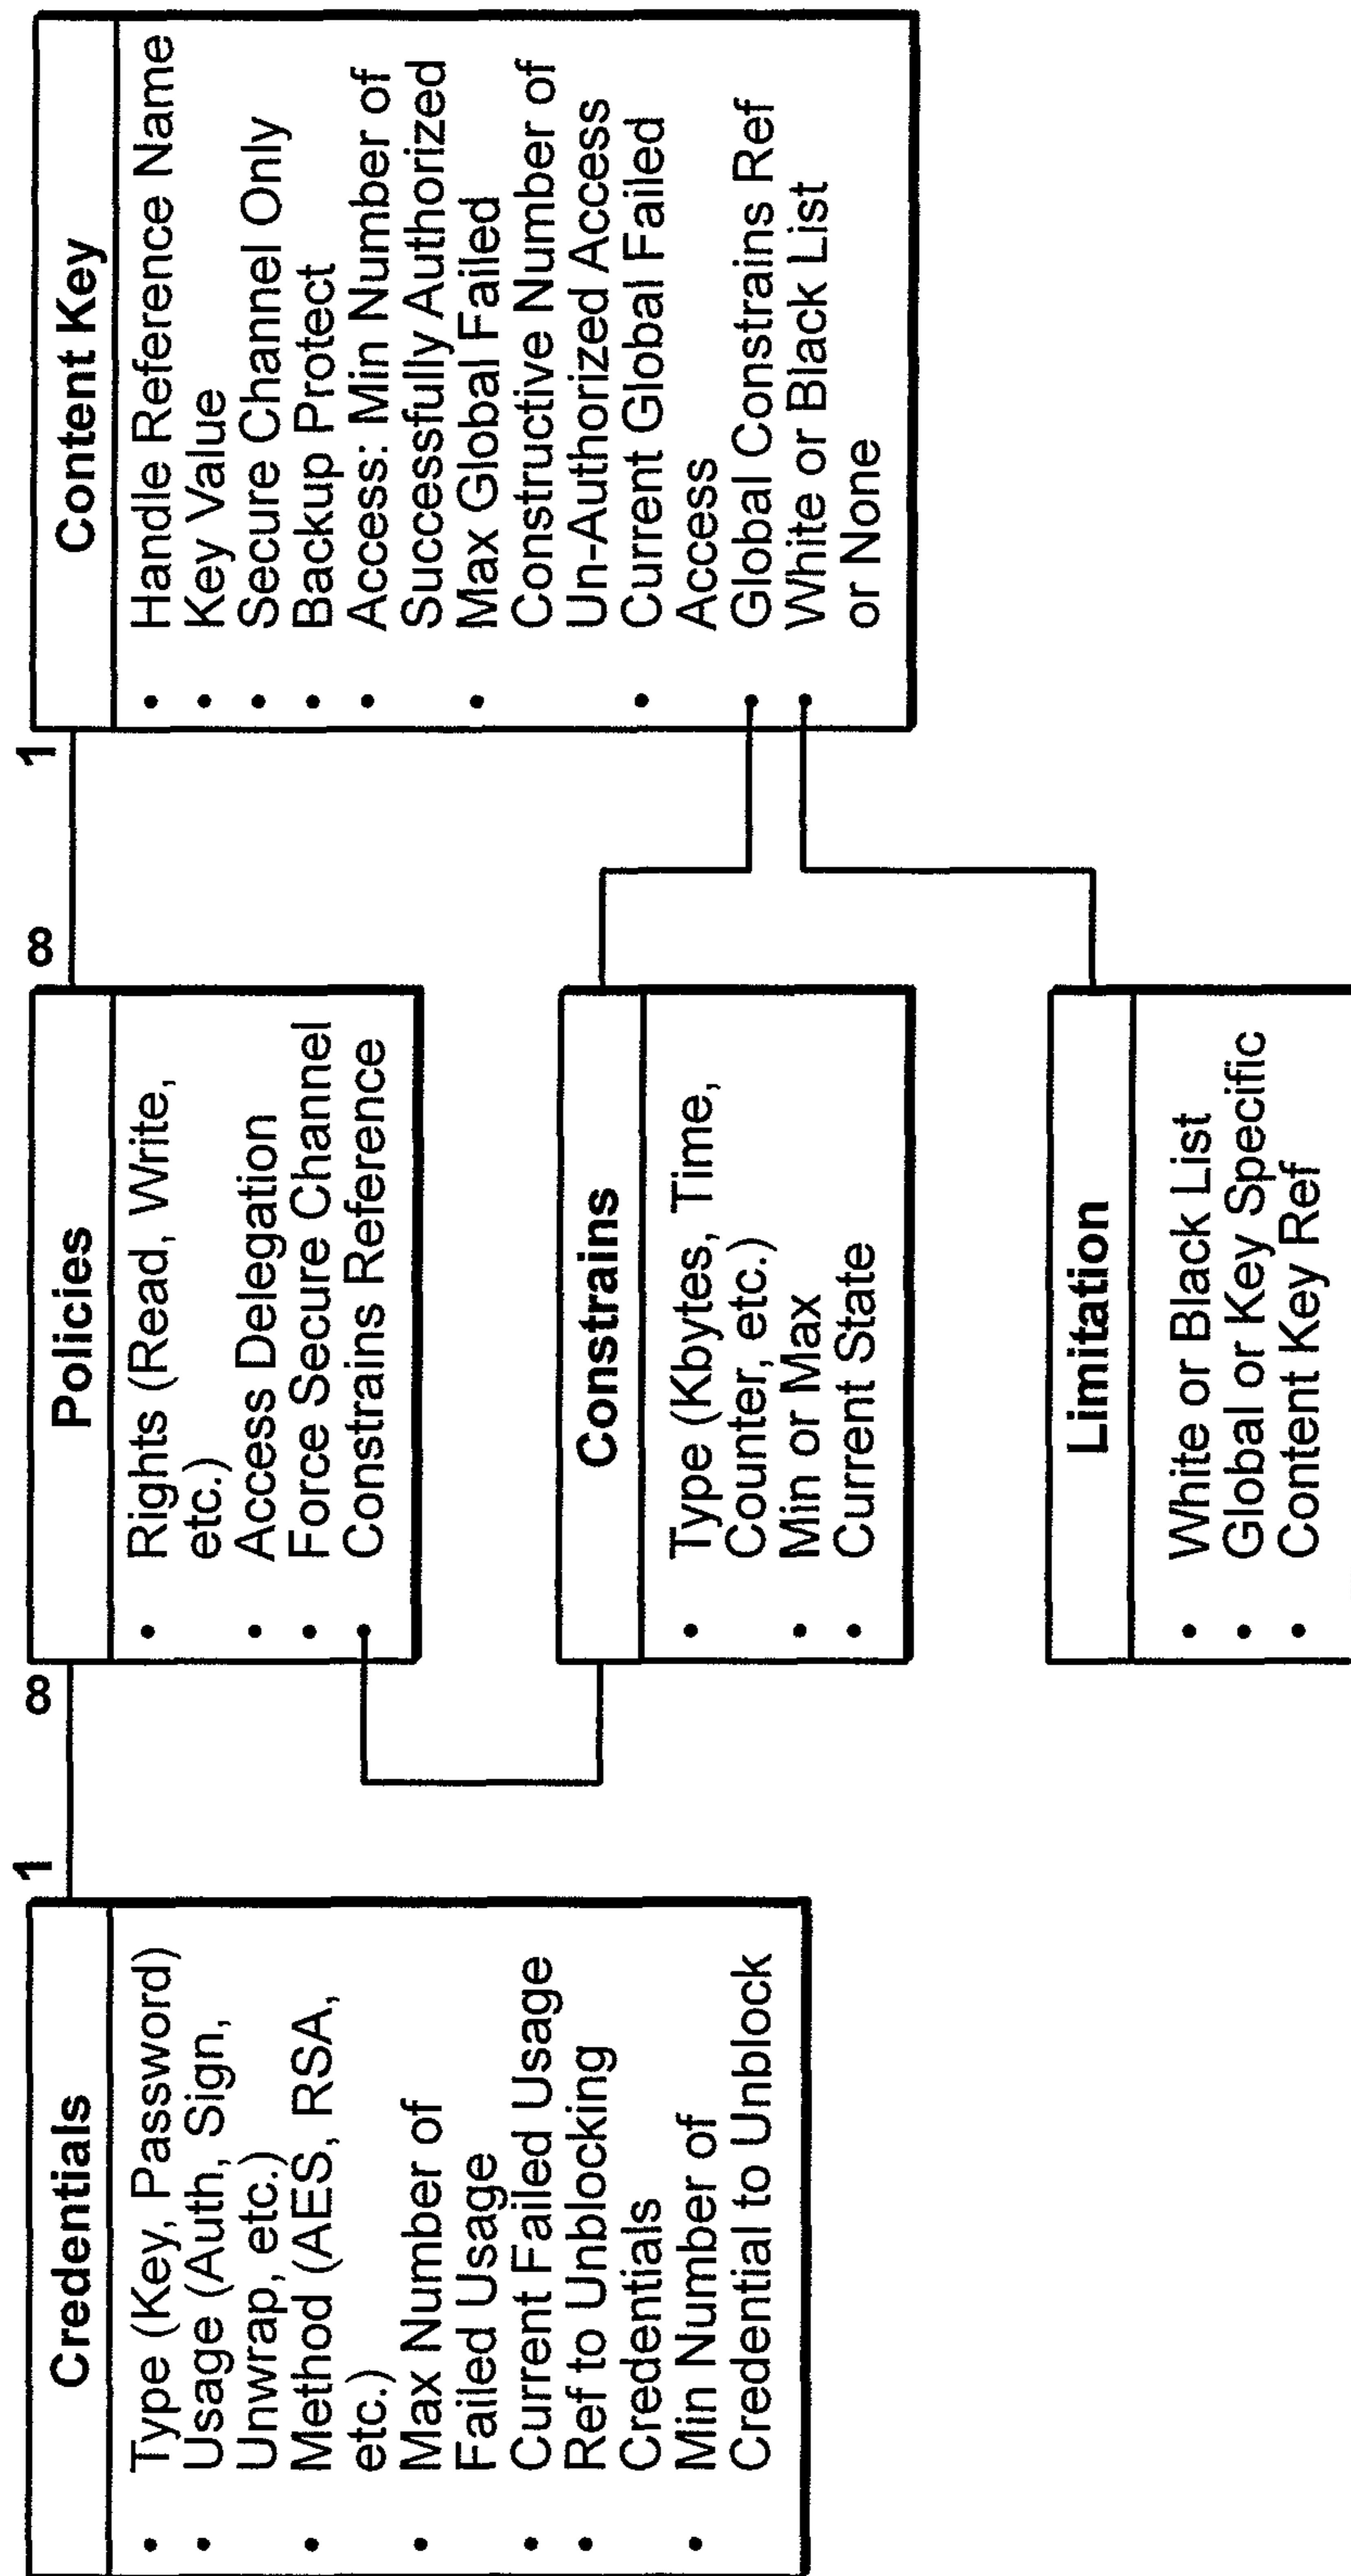 Credentials
Type (Key, Password)
Usage (Auth, Sign,
Unwrap, etc.)
Method (AES, RSA,
etc.)
Max Number of
Failed Usage
Current Failed Usage
Ref to Unblocking
Credentials
Min Number of
Credential to Unblock
1
∞
Policies
Rights (Read, Write,
etc.)
Access Delegation
Force Secure Channel
Constrains Reference
Constrains
Type (Kbytes, Time,
Counter, etc.)
Min or Max
Current State
Limitation
White or Black List
Global or Key Specific
Content Key Ref
∞
1
Content Key
Handle Reference Name
Key Value
Secure Channel Only
Backup Protect
Access: Min Number of
Successfully Authorized
Max Global Failed
Constructive Number of
Un-Authorized Access
Current Global Failed
Access
Global Constrains Ref
White or Black List
or None